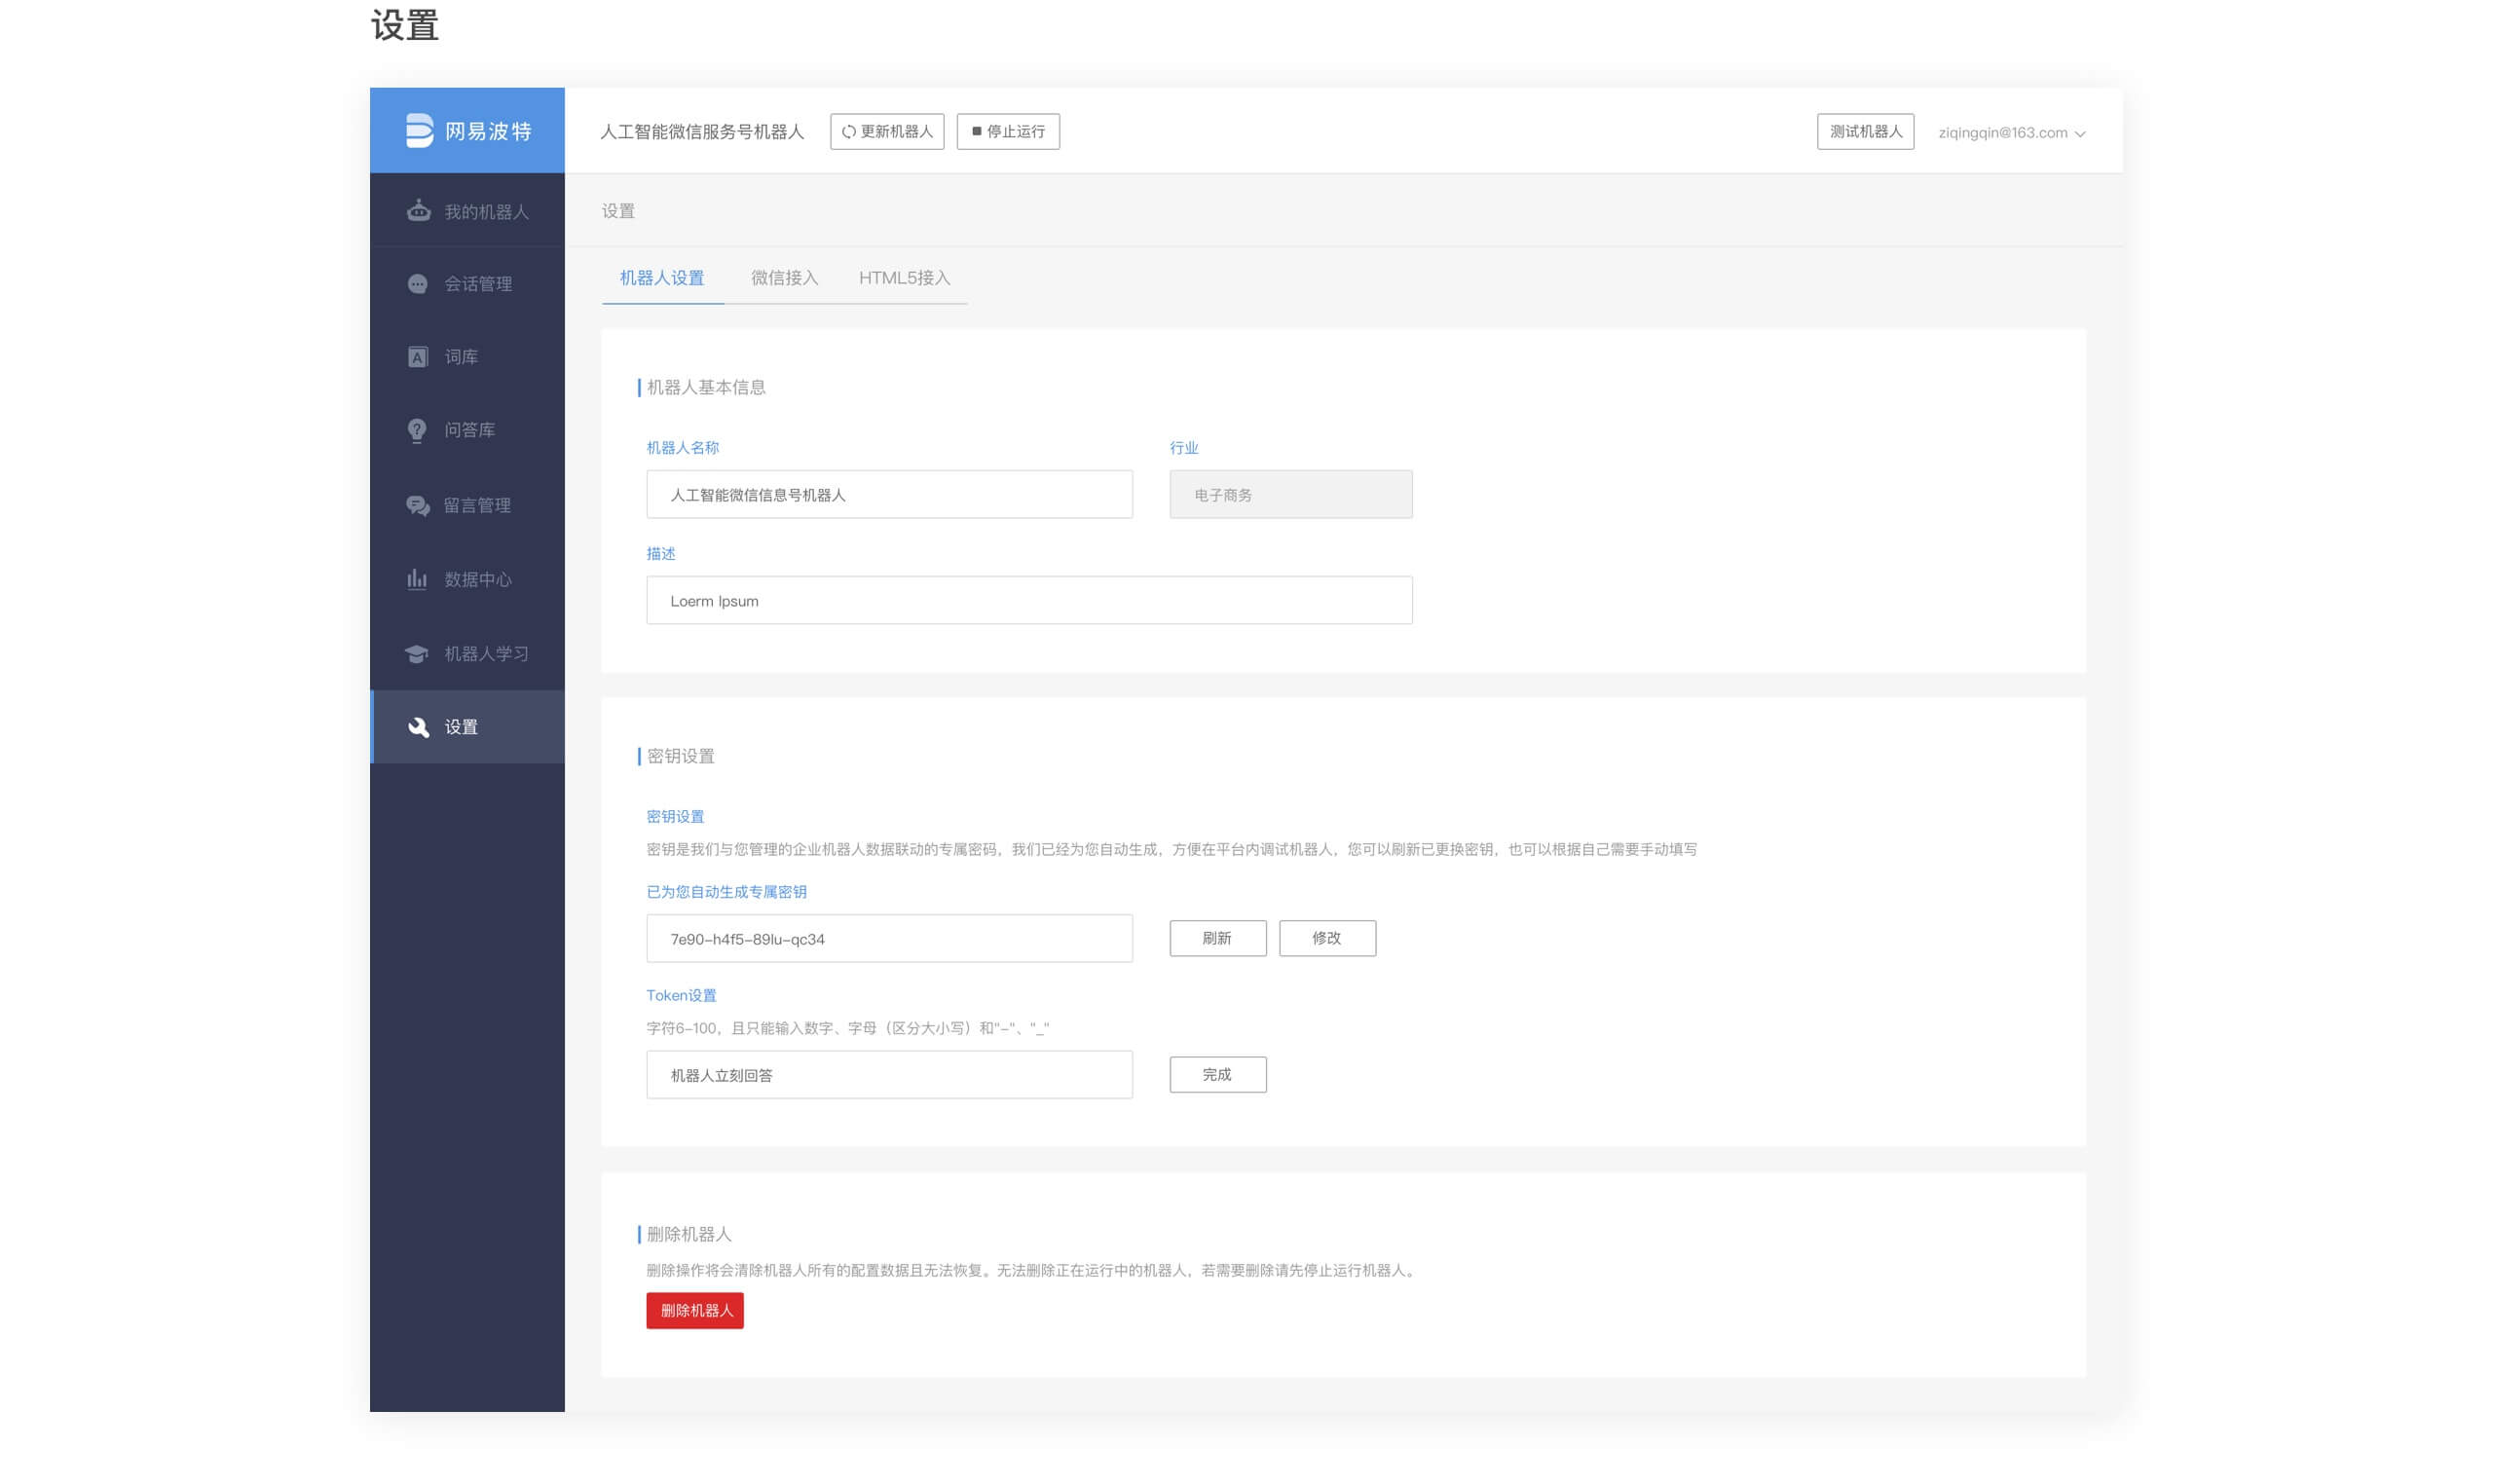 设置
网易波特
人工智能微信服务号机器人
更新机器人
停止运行
测试机器人
ziqingqin@163.com
我的机器人
会话管理
词库
问答库
留言管理
数据中心
机器人学习
设置
设置
机器人设置
微信接入
HTML5接入
机器人基本信息
机器人名称
行业
人工智能微信信息号机器人
电子商务
描述
Loerm Ipsum
密钥设置
密钥设置
密钥是我们与您管理的企业机器人数据联动的专属密码，我们已经为您自动生成，方便在平台内调试机器人，您可以刷新已更换密钥，也可以根据自己需要手动填写
已为您自动生成专属密钥
7e90-h4f5-89lu-qc34
刷新
修改
Token设置
字符6-100，且只能输入数字、字母（区分大小写）和"-"、"_"
机器人立刻回答
完成
删除机器人
删除操作将会清除机器人所有的配置数据且无法恢复。无法删除正在运行中的机器人，若需要删除请先停止运行机器人。
删除机器人